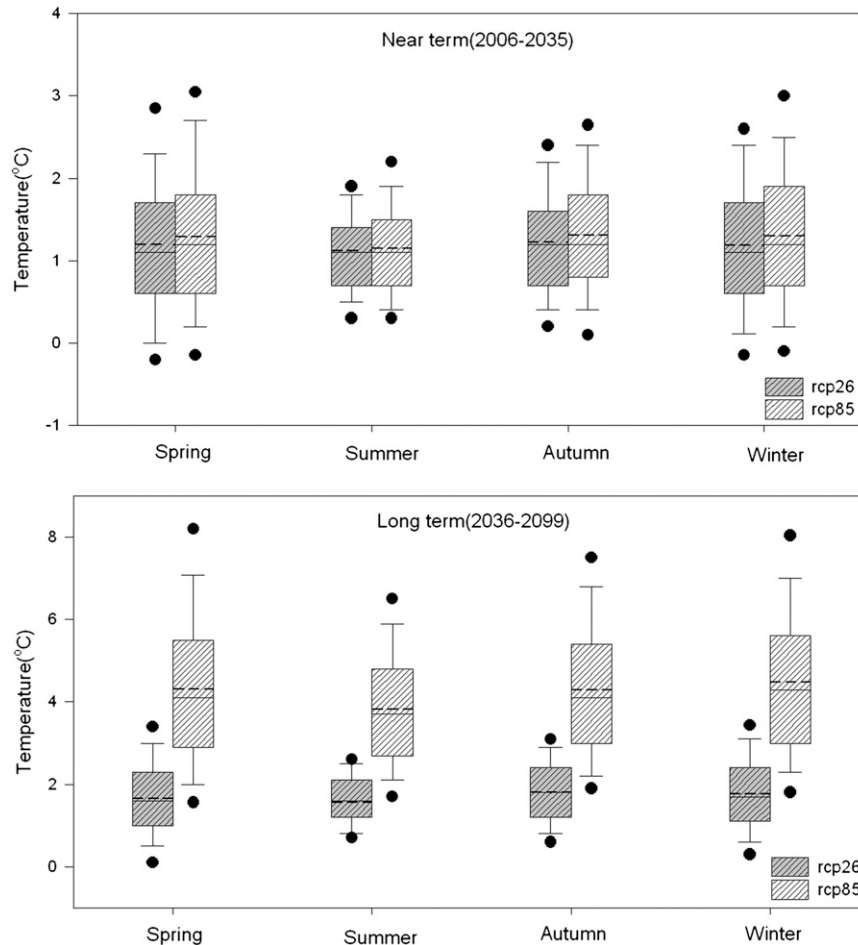 4
Near term(2006-2035)
3
2
1
0
-1
Temperature(°C)
rcp26
rcp85
Spring Summer Autumn Winter
Long term(2036-2099)
8
6
4
2
0
Temperature(°C)
rcp26
rcp85
Spring Summer Autumn Winter